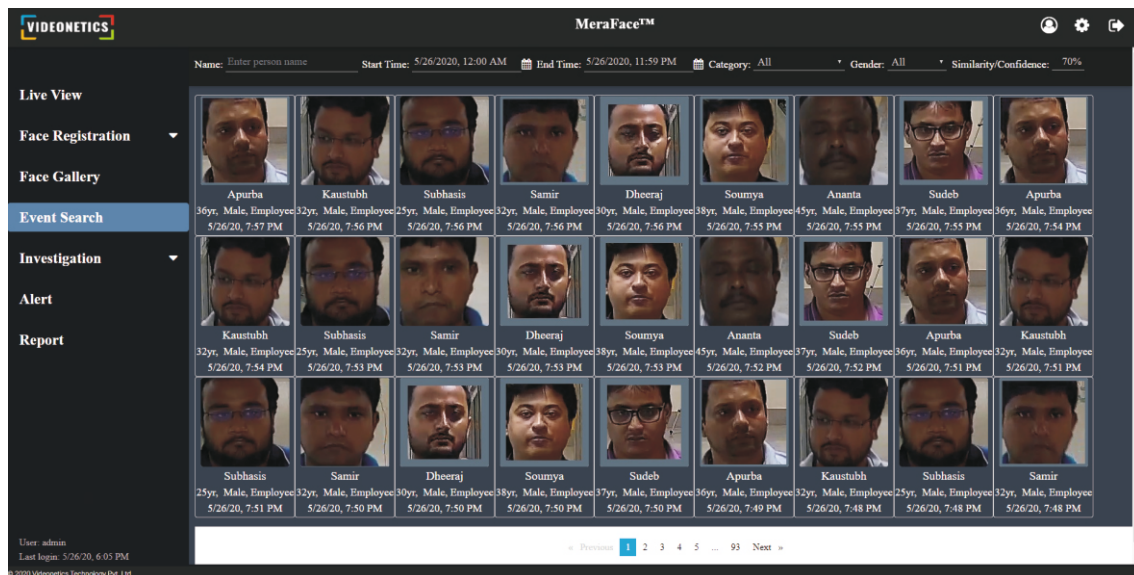 VIDEONETICS
MeraFace™
Name: Enter person name Start Time: 5/26/2020, 12:00 AM End Time: 5/26/2020, 11:59 PM Category: All Gender: All Similarity/Confidence: 70%
Live View
Face Registration
Face Gallery
Event Search
Investigation
Alert
Report
Apurba Kaustubh Subhasis Samir Dheeraj Soumya Ananta Sudeb Apurba
36yr, Male, Employee 32yr, Male, Employee 25yr, Male, Employee 32yr, Male, Employee 30yr, Male, Employee 38yr, Male, Employee 45yr, Male, Employee 37yr, Male, Employee 36yr, Male, Employee
5/26/20, 7:57 PM 5/26/20, 7:56 PM 5/26/20, 7:56 PM 5/26/20, 7:56 PM 5/26/20, 7:56 PM 5/26/20, 7:55 PM 5/26/20, 7:55 PM 5/26/20, 7:55 PM 5/26/20, 7:54 PM
Kaustubh Subhasis Samir Dheeraj Soumya Ananta Sudeb Apurba Kaustubh
32yr, Male, Employee 25yr, Male, Employee 32yr, Male, Employee 30yr, Male, Employee 38yr, Male, Employee 45yr, Male, Employee 37yr, Male, Employee 36yr, Male, Employee 32yr, Male, Employee
5/26/20, 7:54 PM 5/26/20, 7:53 PM 5/26/20, 7:53 PM 5/26/20, 7:53 PM 5/26/20, 7:53 PM 5/26/20, 7:52 PM 5/26/20, 7:52 PM 5/26/20, 7:51 PM 5/26/20, 7:51 PM
Subhasis Samir Dheeraj Soumya Sudeb Apurba Kaustubh Subhasis Samir
25yr, Male, Employee 32yr, Male, Employee 30yr, Male, Employee 38yr, Male, Employee 37yr, Male, Employee 36yr, Male, Employee 32yr, Male, Employee 25yr, Male, Employee 32yr, Male, Employee
5/26/20, 7:51 PM 5/26/20, 7:50 PM 5/26/20, 7:50 PM 5/26/20, 7:50 PM 5/26/20, 7:50 PM 5/26/20, 7:49 PM 5/26/20, 7:48 PM 5/26/20, 7:48 PM 5/26/20, 7:48 PM
« Previous 1 2 3 4 5 ... 93 Next »
User: admin
Last login: 5/26/20, 6:05 PM
© 2020 Videonetics Technology Pvt. Ltd.